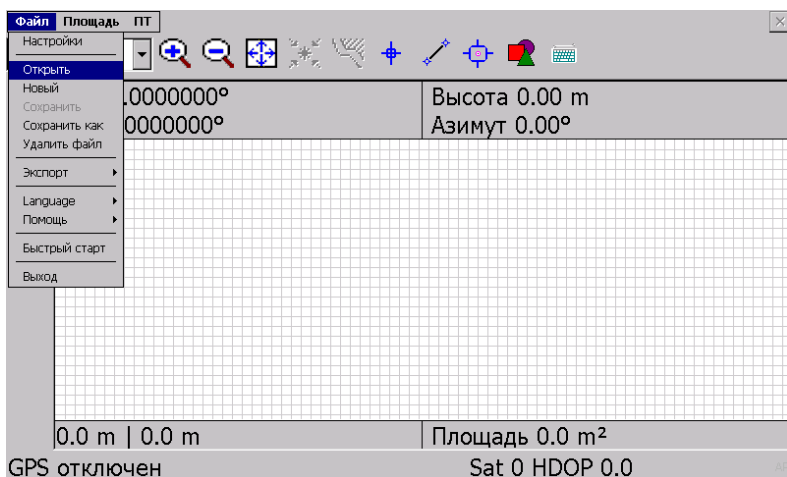 Файл Площадь ПТ
Настройки
Открыть
Новый
Сохранить
Сохранить как
Удалить файл
Экспорт
Language
Помощь
Быстрый старт
Выход
.0000000°
0000000°
Высота 0.00 m
Азимут 0.00°
0.0 m | 0.0 m
Площадь 0.0 m²
GPS отключен
Sat 0 HDOP 0.0